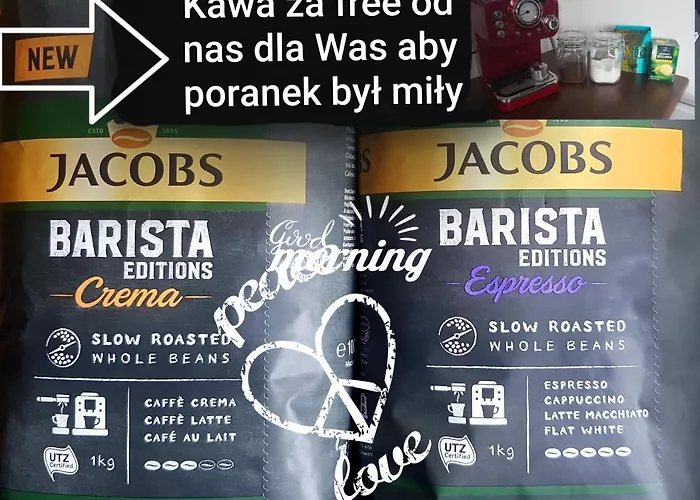 Kawa za free od
NEW
nas dla Was aby
poranek był miły
ESTD 1895
JACOBS
BARISTA
EDITIONS
Crema
SLOW ROASTED
WHOLE BEANS
CAFFÈ CREMA
CAFFÈ LATTE
CAFÉ AU LAIT
UTZ
Certified
1kg
Good
morning
peace
love
JACOBS
BARISTA
EDITIONS
Espresso
SLOW ROASTED
WHOLE BEANS
ESPRESSO
CAPPUCCINO
LATTE MACCHIATO
FLAT WHITE
UTZ
Certified
1kg